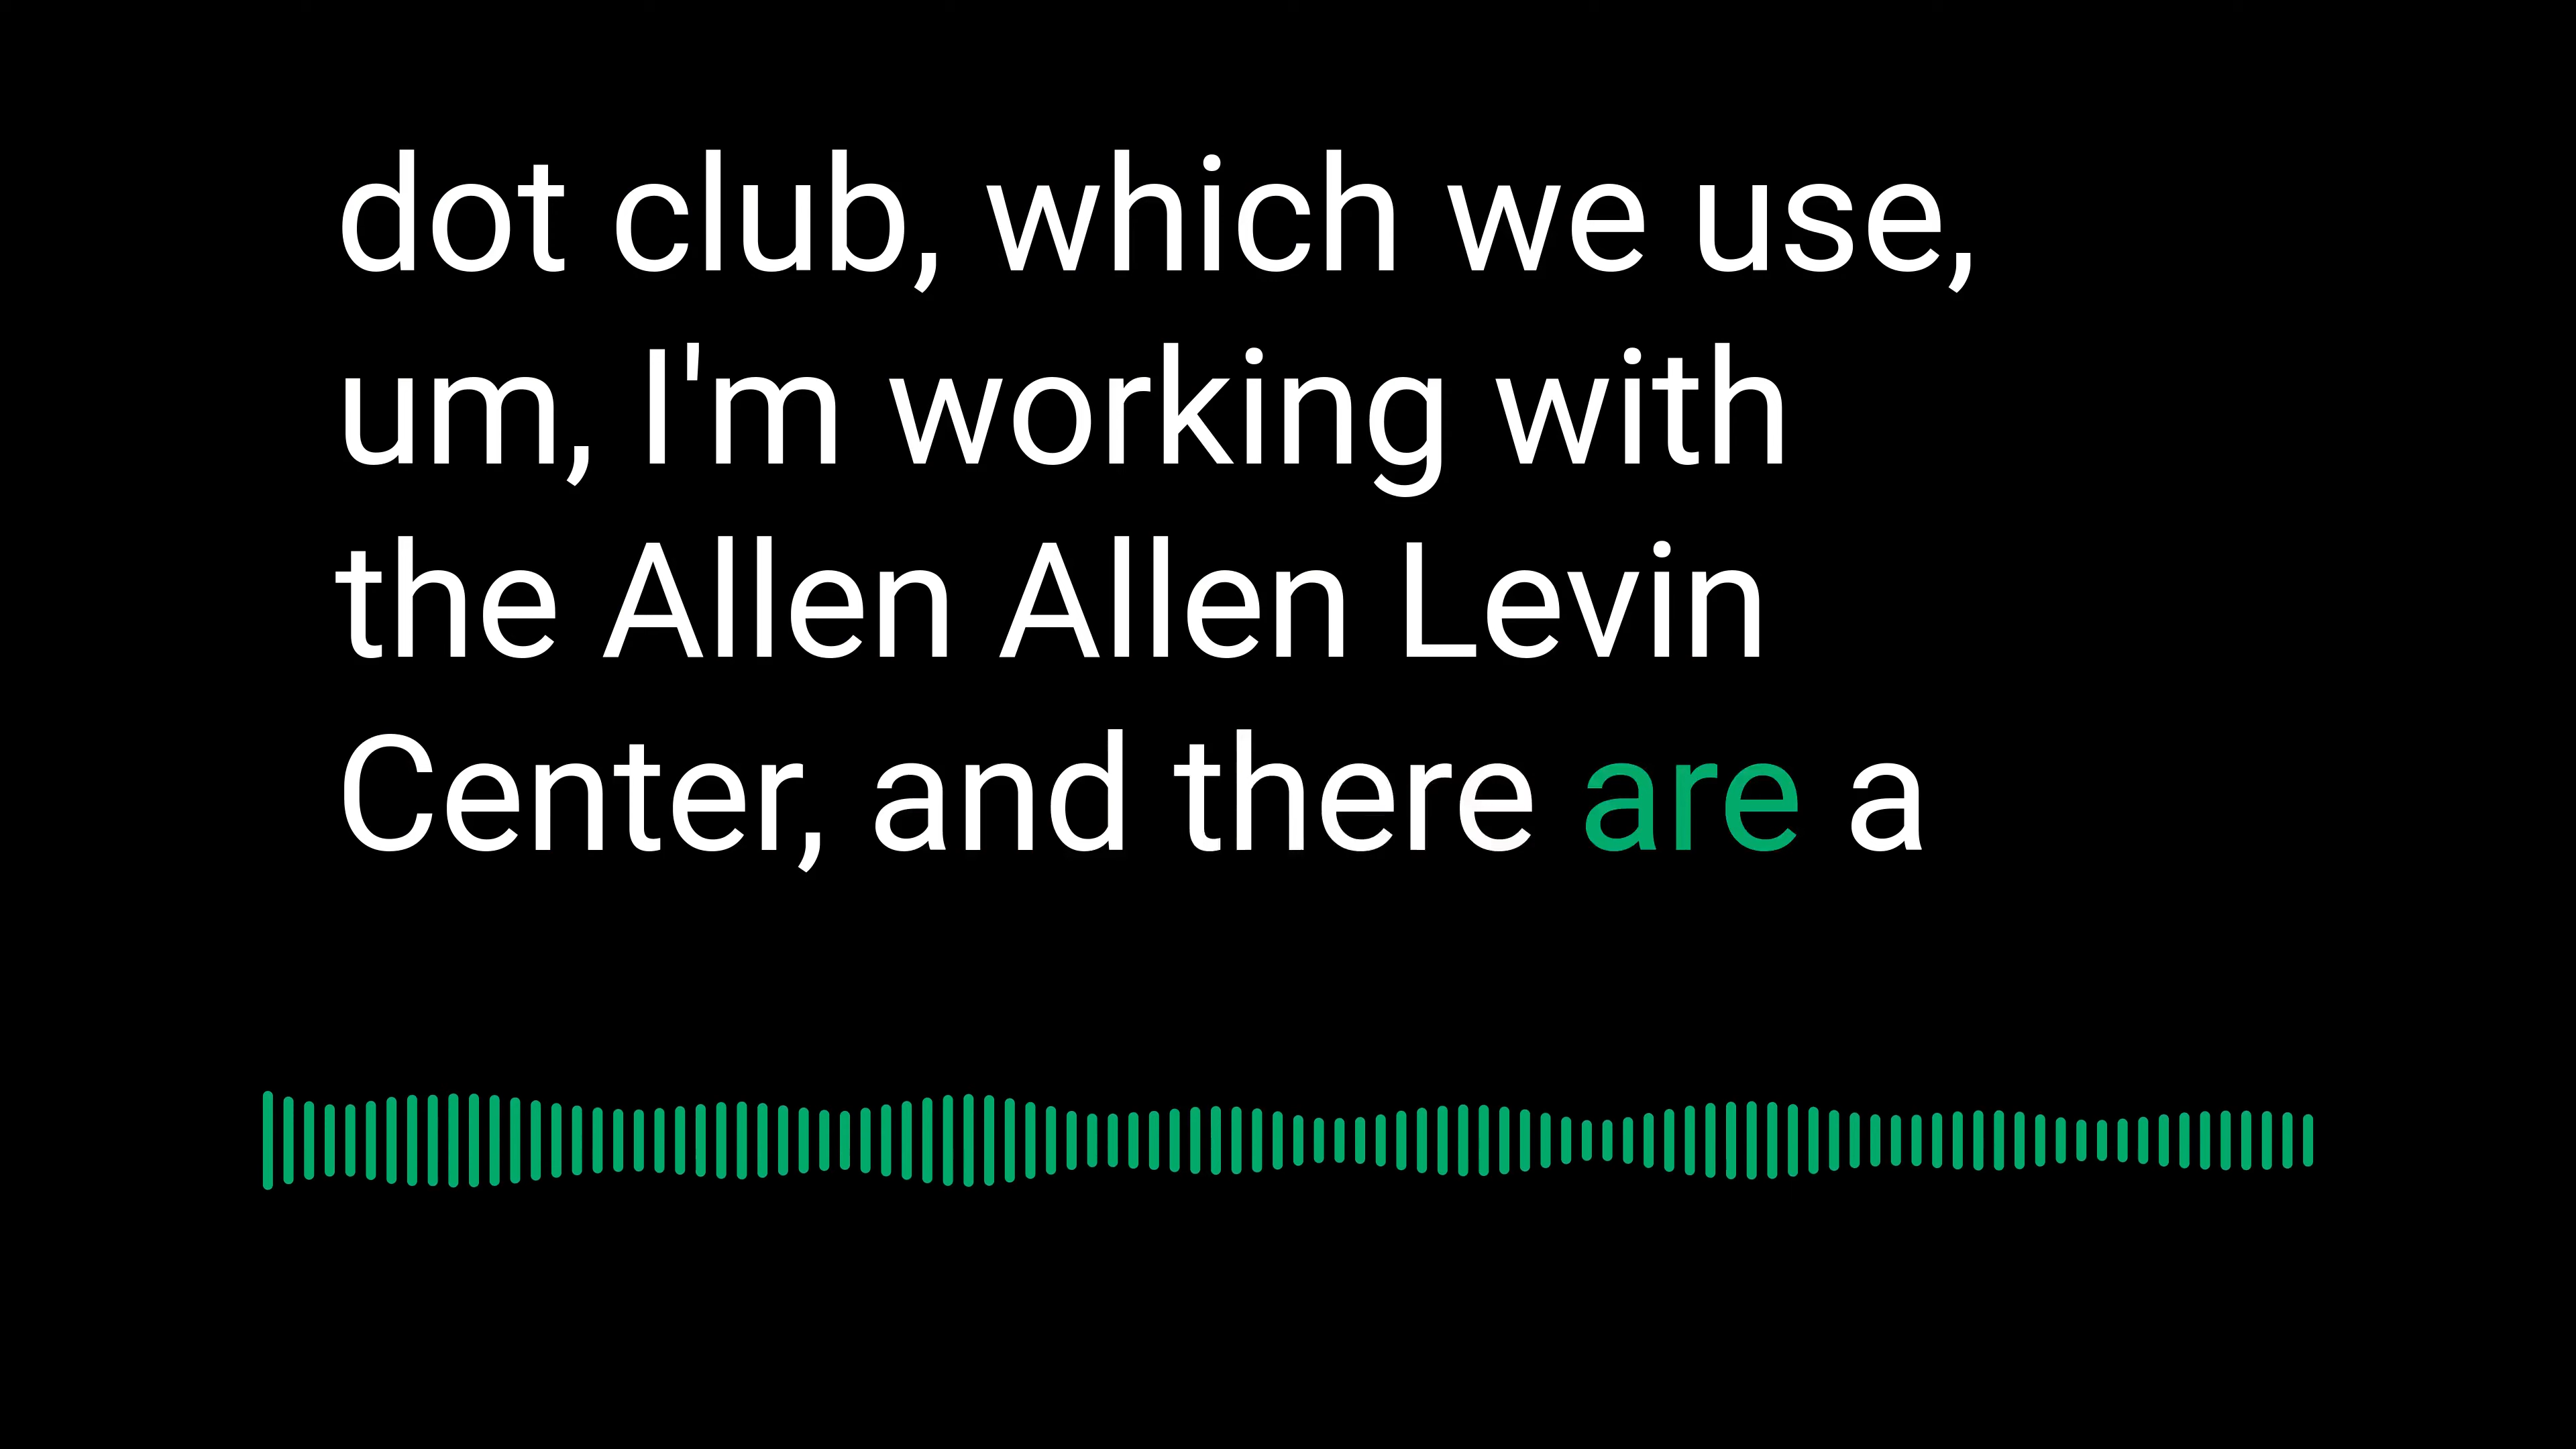 dot club, which we use,
um, I'm working with
the Allen Allen Levin
Center, and there are a